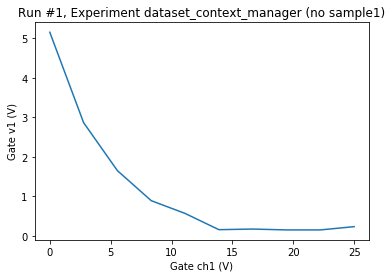 Run #1, Experiment dataset_context_manager (no sample1)
5
4
3
2
1
0
Gate v1 (V)
0 5 10 15 20 25
Gate ch1 (V)